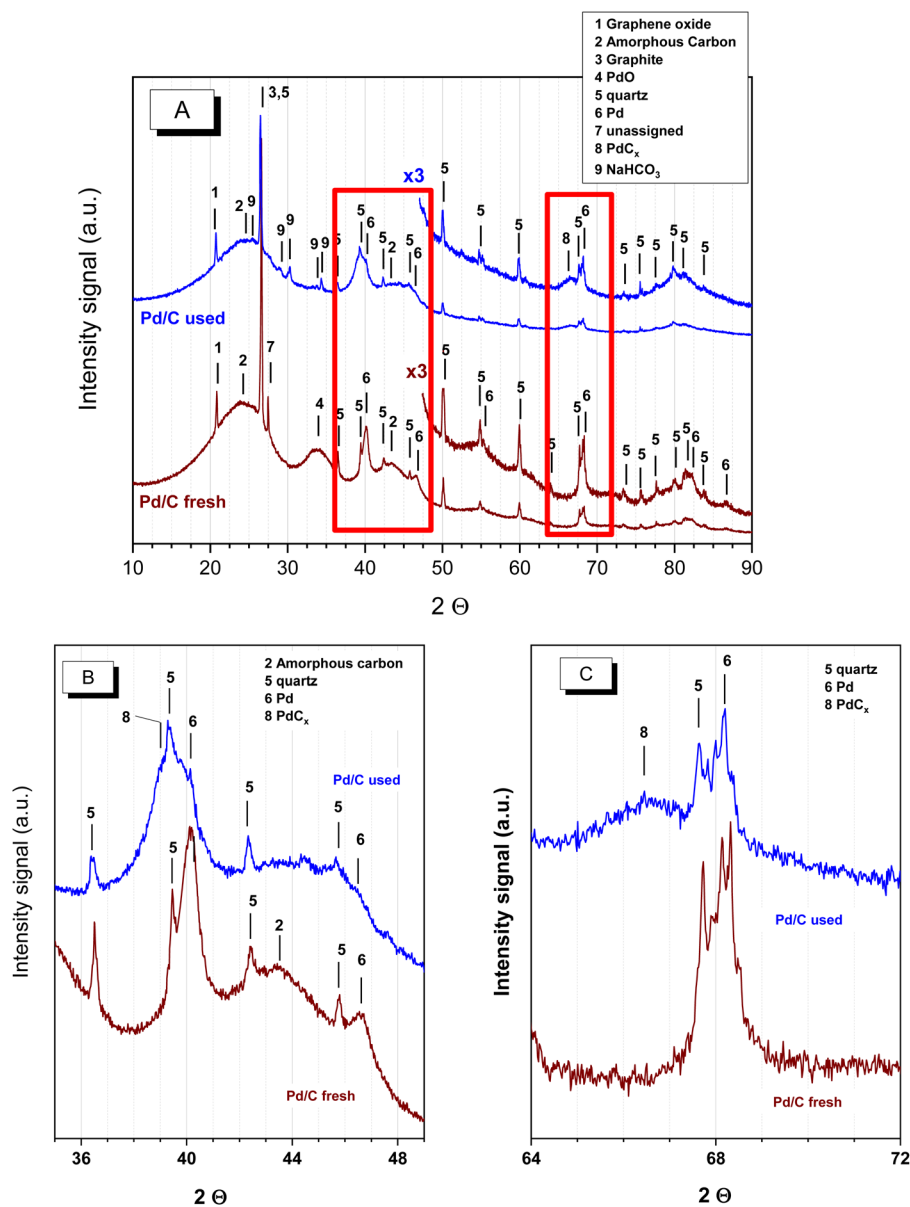 1 Graphene oxide
2 Amorphous Carbon
3 Graphite
4 PdO
5 quartz
6 Pd
7 unassigned
8 PdCx
9 NaHCO3
A
3,5
x3
5
5
5
8
5
6
5
5
5
5
5
5
1
2
9
9
9
9
9
5
5
6
5
2
5
6
Pd/C used
x3
5
5
6
5
5
5
6
5
5
5
5
5
6
5
6
1
2
7
4
5
5
6
5
2
5
6
Pd/C fresh
Intensity signal (a.u.)
10 20 30 40 50 60 70 80 90
2 Θ
B
2 Amorphous carbon
5 quartz
6 Pd
8 PdCx
8
5
6
Pd/C used
5
5
5
6
5
5
2
5
6
Pd/C fresh
Intensity signal (a.u.)
36 40 44 48
2 Θ
C
5 quartz
6 Pd
8 PdCx
8
5
6
Pd/C used
Pd/C fresh
Intensity signal (a.u.)
64 68 72
2 Θ